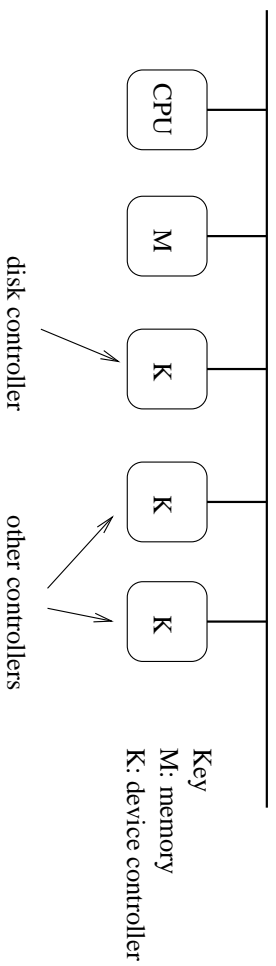 CPU
M
K
K
K
disk controller
other controllers
Key
M: memory
K: device controller